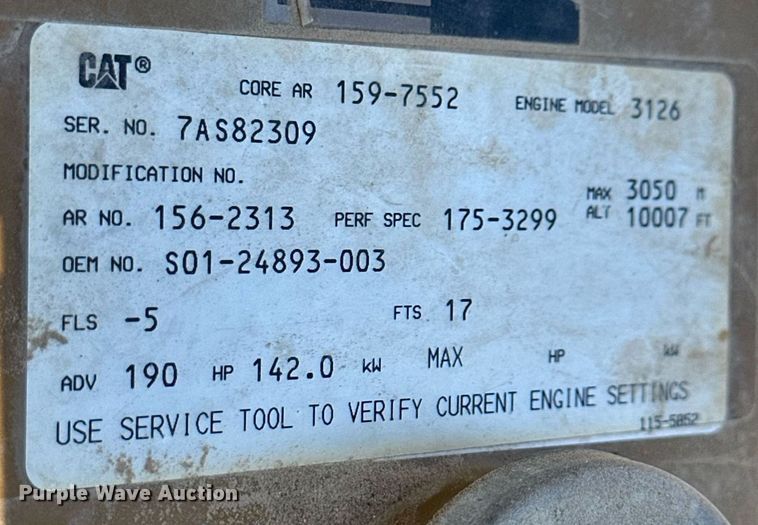 CAT® CORE AR 159-7552 ENGINE MODEL 3126
SER. NO. 7AS82309
MODIFICATION NO.
MAX 3050 M
AR NO. 156-2313 PERF SPEC 175-3299 ALT 10007 FT
OEM NO. S01-24893-003
FLS -5 FTS 17
ADV 190 HP 142.0 kW MAX HP kW
USE SERVICE TOOL TO VERIFY CURRENT ENGINE SETTINGS
115-5852
Purple Wave Auction